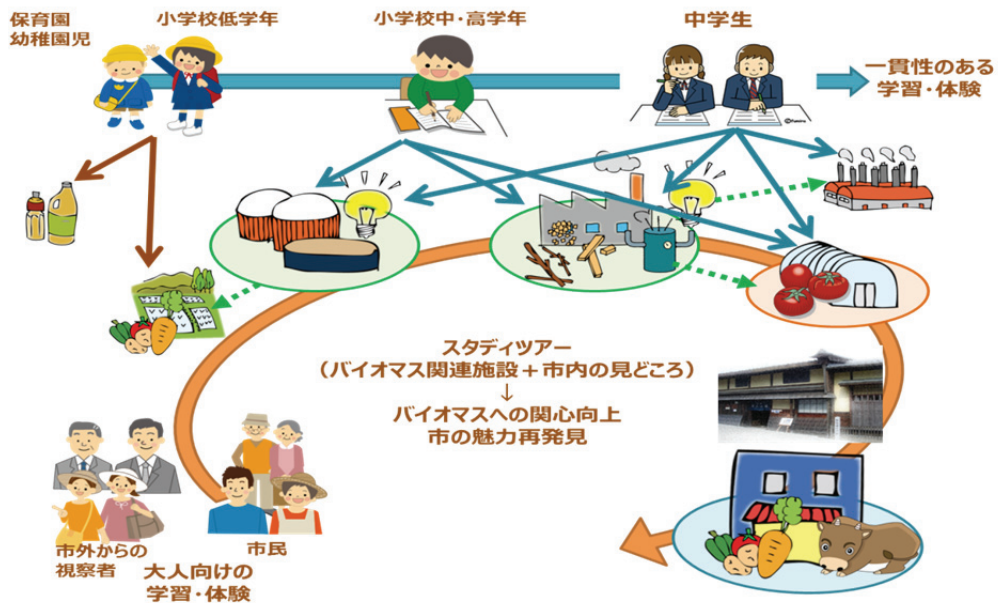 保育園
幼稚園児
小学校低学年
小学校中・高学年
中学生
一貫性のある
学習・体験
スタディツアー
（バイオマス関連施設＋市内の見どころ）
↓
バイオマスへの関心向上
市の魅力再発見
市外からの
視察者
市民
大人向けの
学習・体験